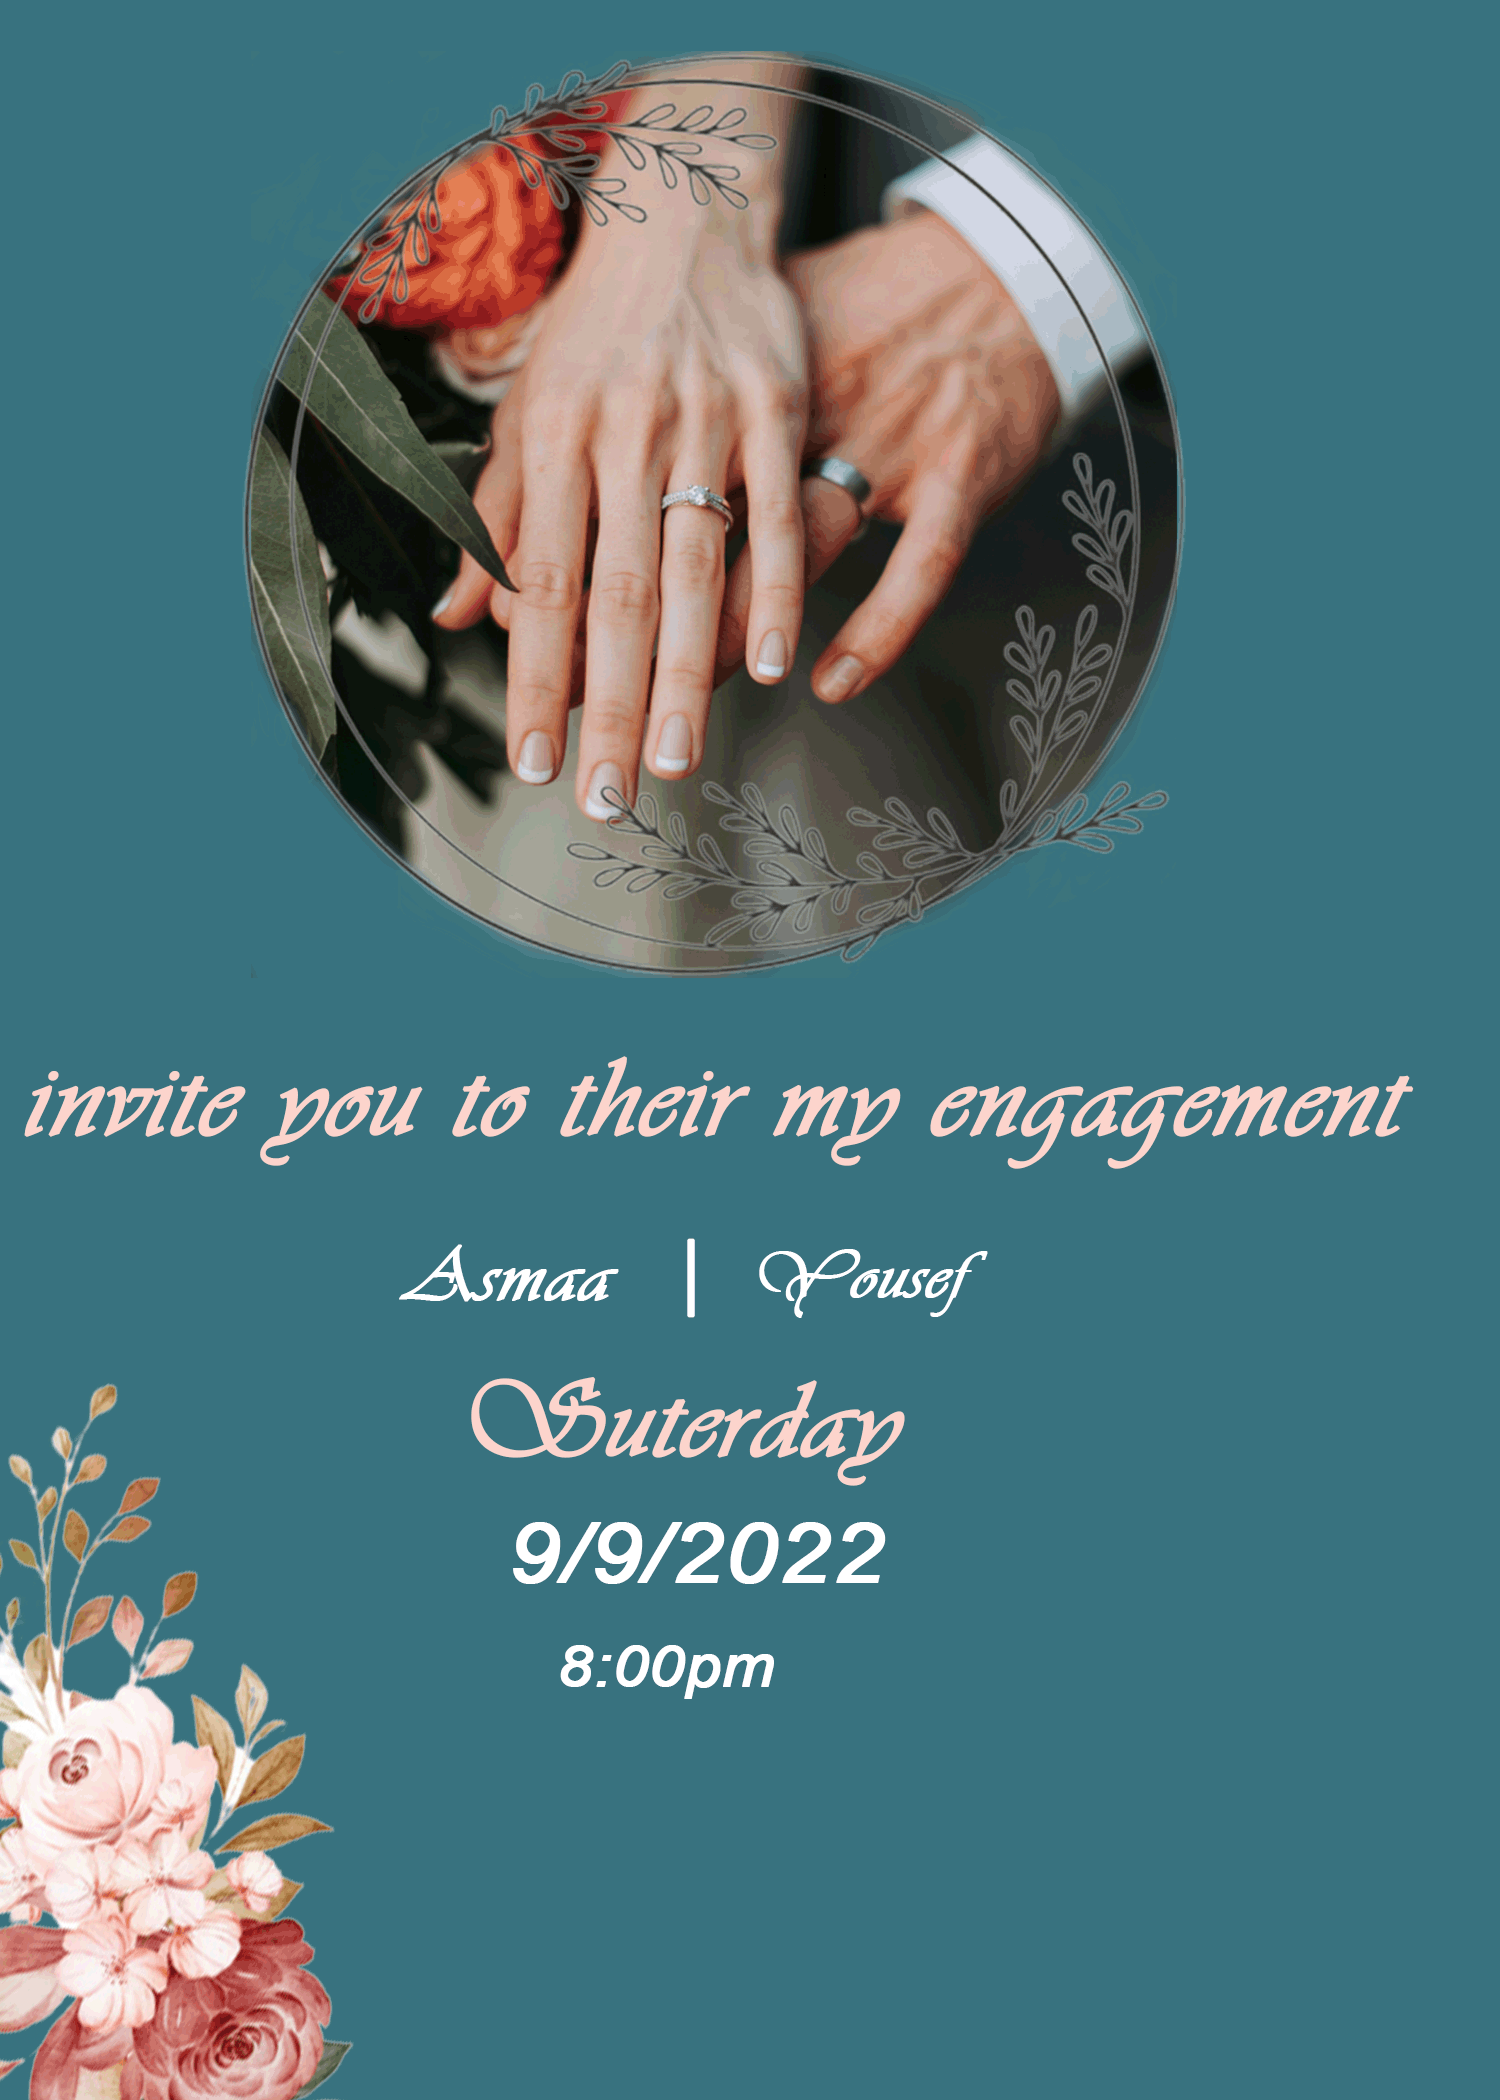 invite you to their my engagement
Asmaa | Yousef
Suterday
9/9/2022
8:00pm